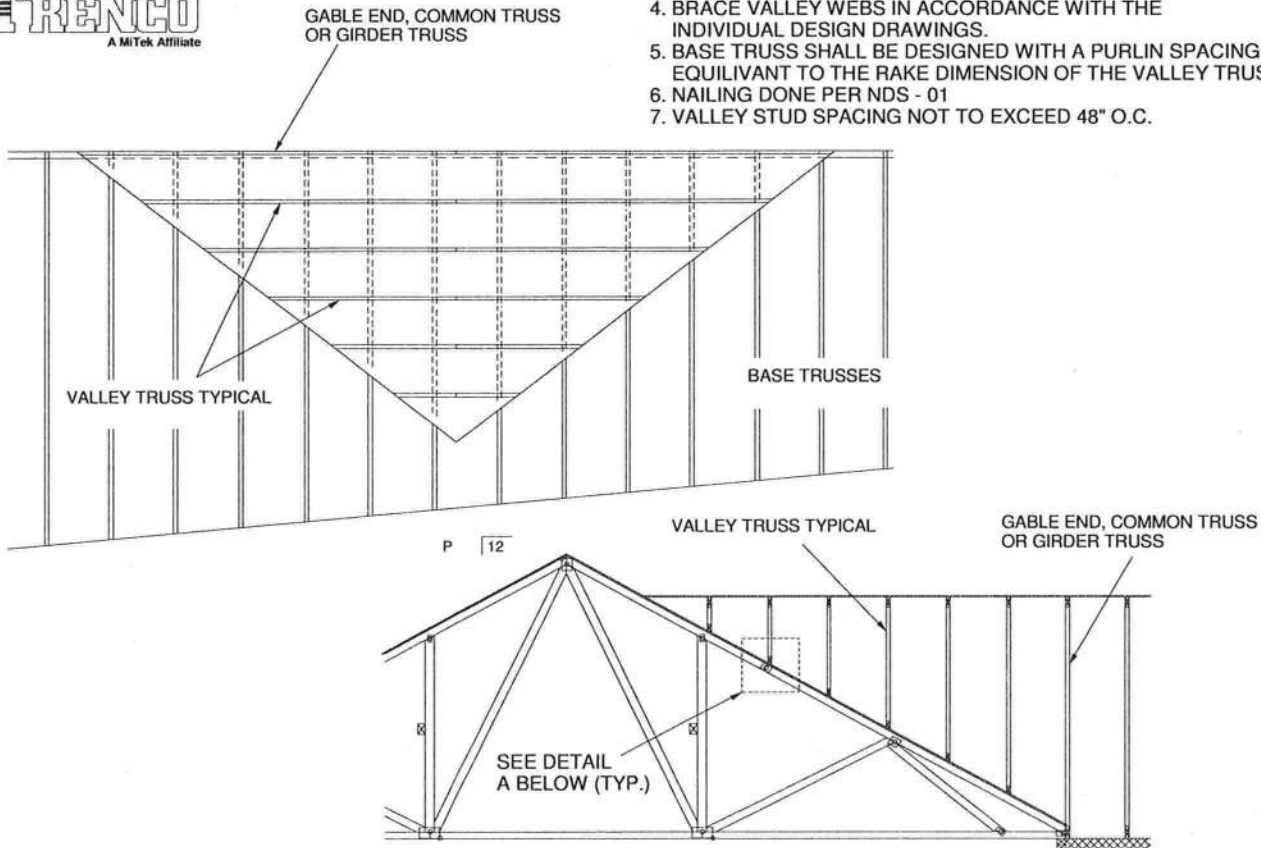 TRENCO
A MiTek Affiliate
GABLE END, COMMON TRUSS
OR GIRDER TRUSS
4. BRACE VALLEY WEBS IN ACCORDANCE WITH THE
INDIVIDUAL DESIGN DRAWINGS.
5. BASE TRUSS SHALL BE DESIGNED WITH A PURLIN SPACING
EQUILIVANT TO THE RAKE DIMENSION OF THE VALLEY TRUS
6. NAILING DONE PER NDS - 01
7. VALLEY STUD SPACING NOT TO EXCEED 48" O.C.
VALLEY TRUSS TYPICAL
BASE TRUSSES
P 12
VALLEY TRUSS TYPICAL
GABLE END, COMMON TRUSS
OR GIRDER TRUSS
SEE DETAIL
A BELOW (TYP.)